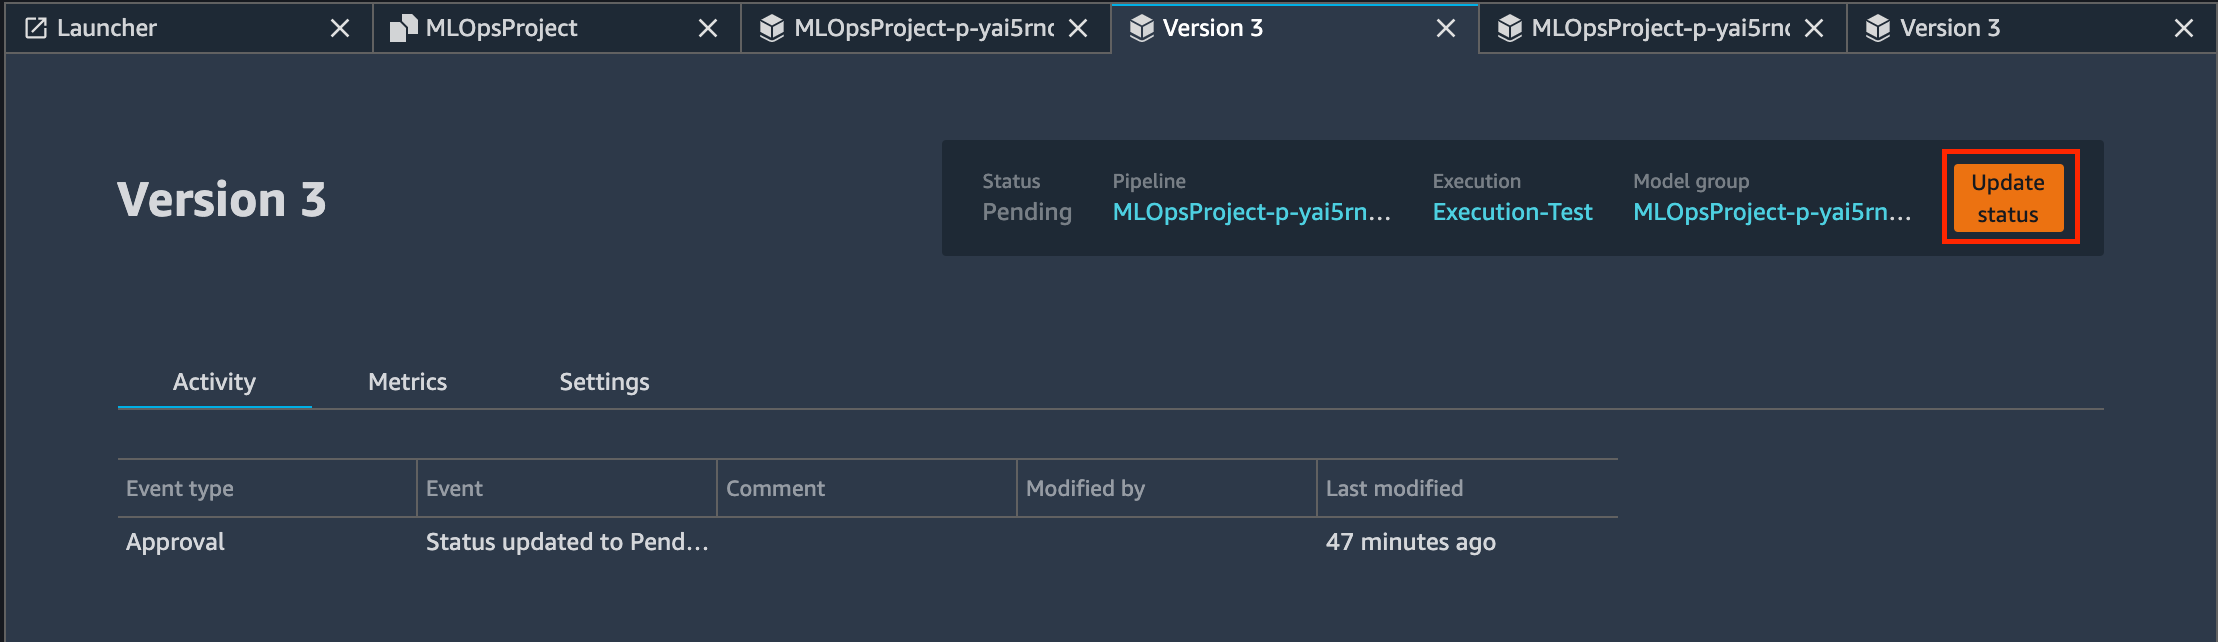 Launcher
MLOpsProject
MLOpsProject-p-yai5rnc
Version 3
MLOpsProject-p-yai5rnc
Version 3
Version 3
Status
Pending
Pipeline
MLOpsProject-p-yai5rn...
Execution
Execution-Test
Model group
MLOpsProject-p-yai5rn...
Update
status
Activity Metrics Settings
Event type Event Comment Modified by Last modified
Approval Status updated to Pend... 47 minutes ago